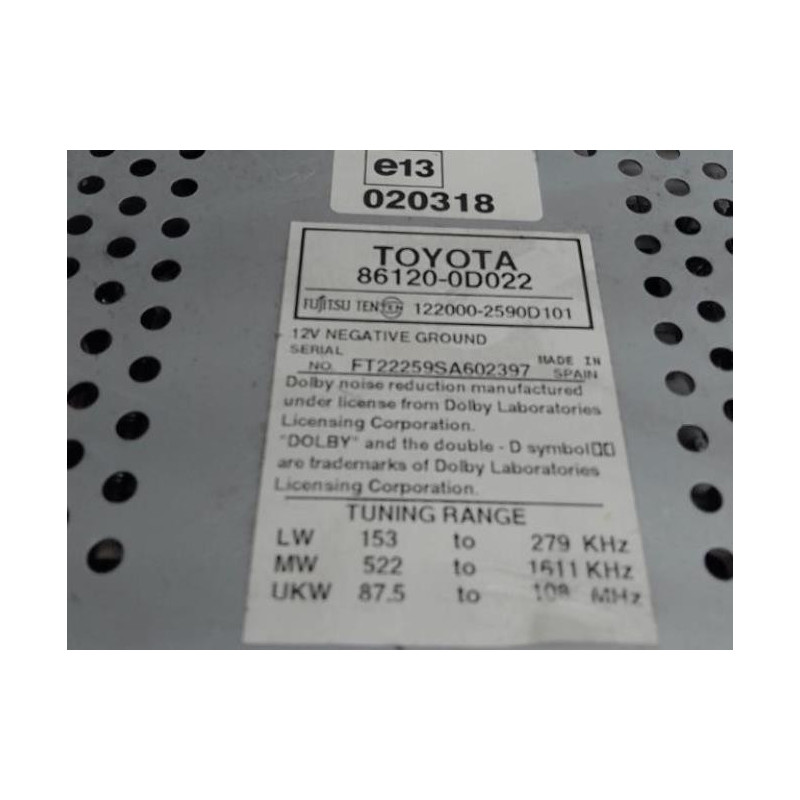 e13
020318
TOYOTA
86120-0D022
FUJITSU TEN TEN 122000-2590D101
12V NEGATIVE GROUND
SERIAL
NO. FT22259SA602397 MADE IN SPAIN
Dolby noise reduction manufactured
under license from Dolby Laboratories
Licensing Corporation.
"DOLBY" and the double - D symbol
are trademarks of Dolby Laboratories
Licensing Corporation.
TUNING RANGE
LW 153 to 279 KHz
MW 522 to 1611 KHz
UKW 87.5 to 108 MHz